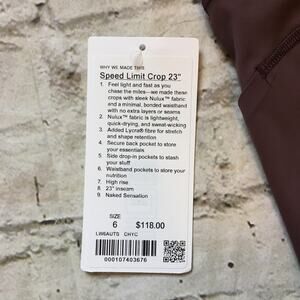 WHY WE MADE THIS
Speed Limit Crop 23"
1. Feel light and fast as you
chase the miles—we made these
crops with sleek Nulux™ fabric
and a minimal, bonded waistband
with no extra layers or seams
2. Nulux™ fabric is lightweight,
quick-drying, and sweat-wicking
3. Added Lycra® fibre for stretch
and shape retention
4. Secure back pocket to store
your essentials
5. Side drop-in pockets to stash
your stuff
6. Waistband pockets to store your
nutrition
7. High rise
8. 23" inseam
9. Naked Sensation
SIZE
6 $118.00
LW6AUTS CHYC
000107403676